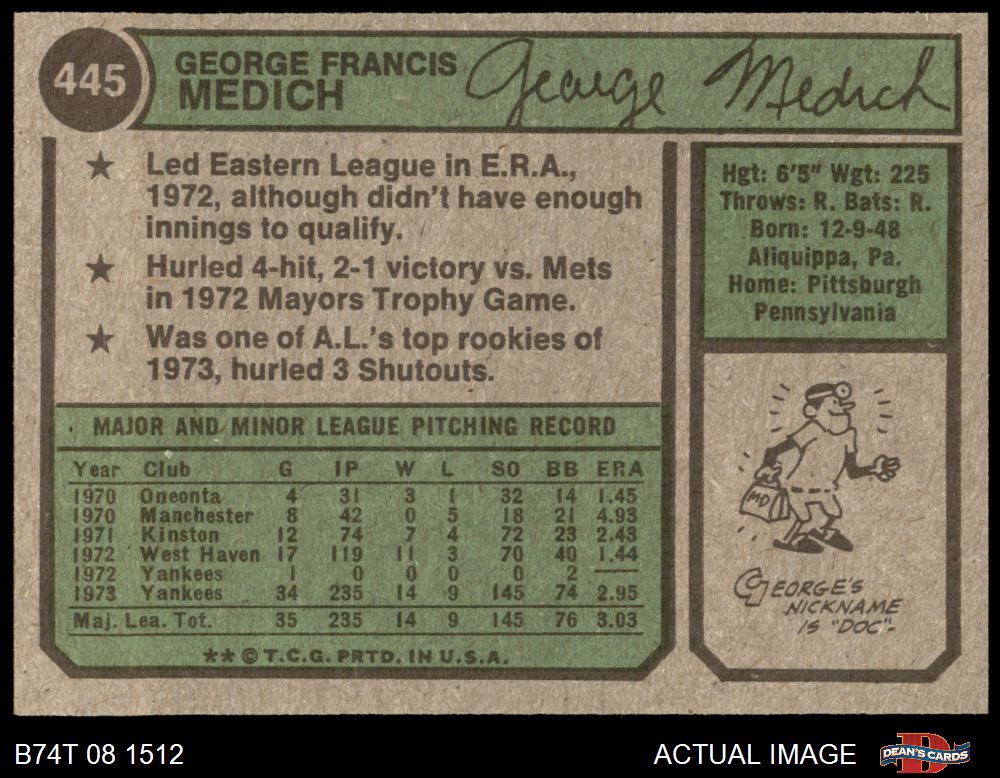 445
GEORGE FRANCIS
MEDICH
George Medich
★ Led Eastern League in E.R.A.,
1972, although didn't have enough
innings to qualify.
★ Hurled 4-hit, 2-1 victory vs. Mets
in 1972 Mayors Trophy Game.
★ Was one of A.L.'s top rookies of
1973, hurled 3 Shutouts.
Hgt: 6'5" Wgt: 225
Throws: R. Bats: R.
Born: 12-9-48
Aliquippa, Pa.
Home: Pittsburgh
Pennsylvania
MAJOR AND MINOR LEAGUE PITCHING RECORD
Year Club G IP W L SO BB ERA
1970 Oneonta 4 31 3 1 32 14 1.45
1970 Manchester 8 42 0 5 18 21 4.93
1971 Kinston 12 74 7 4 72 23 2.43
1972 West Haven 17 119 11 3 70 40 1.44
1972 Yankees 1 0 0 0 0 2 —
1973 Yankees 34 235 14 9 145 74 2.95
Maj. Lea. Tot. 35 235 14 9 145 76 3.03
** © T.C.G. PRTD. IN U.S.A.
MD
GEORGE'S
NICKNAME
IS "DOC".
B74T 08 1512
ACTUAL IMAGE
DEAN'S CARDS